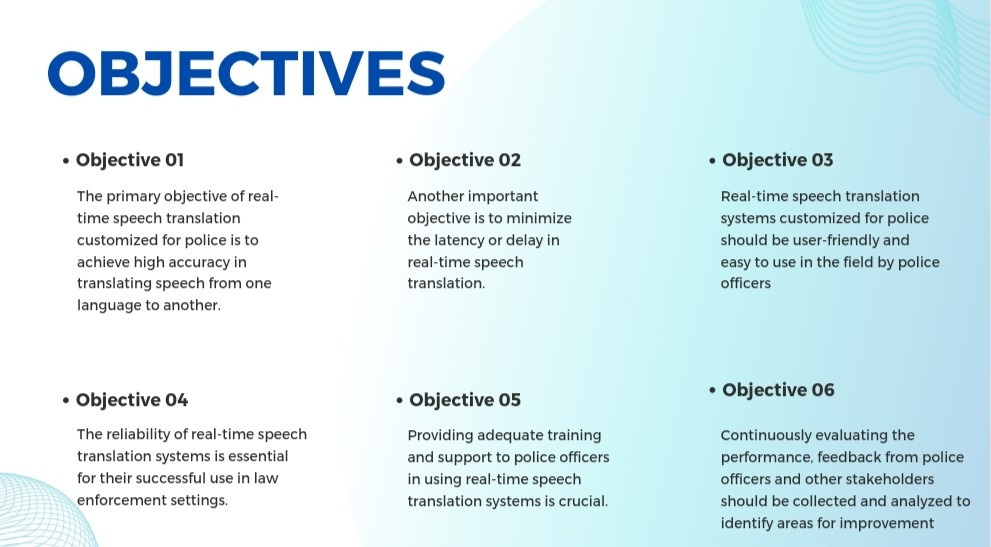 OBJECTIVES
• Objective 01
The primary objective of real-
time speech translation
customized for police is to
achieve high accuracy in
translating speech from one
language to another.
• Objective 02
Another important
objective is to minimize
the latency or delay in
real-time speech
translation.
• Objective 03
Real-time speech translation
systems customized for police
should be user-friendly and
easy to use in the field by police
officers
• Objective 04
The reliability of real-time speech
translation systems is essential
for their successful use in law
enforcement settings.
• Objective 05
Providing adequate training
and support to police officers
in using real-time speech
translation systems is crucial.
• Objective 06
Continuously evaluating the
performance, feedback from police
officers and other stakeholders
should be collected and analyzed to
identify areas for improvement